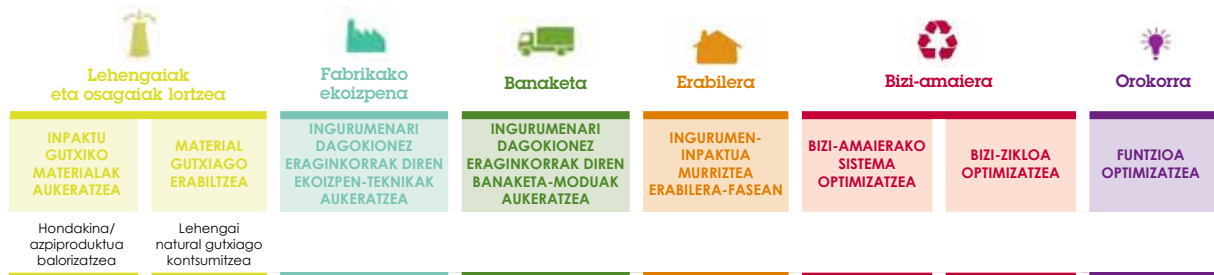 Lehengaiak
eta osagaiak lortzea
Fabrikako
ekoizpena
Banaketa
Erabilera
Bizi-amaiera
Orokorra
INPAKTU
GUTXIKO
MATERIALAK
AUKERATZEA
MATERIAL
GUTXIAGO
ERABILTZEA
INGURUMENARI
DAGOKIONEZ
ERAGINKORRAK DIREN
EKOIZPEN-TEKNIKAK
AUKERATZEA
INGURUMENARI
DAGOKIONEZ
ERAGINKORRAK DIREN
BANAKETA-MODUAK
AUKERATZEA
INGURUMEN-
INPAKTUA
MURRIZTEA
ERABILERA-FASEAN
BIZI-AMAIERAKO
SISTEMA
OPTIMIZATZEA
BIZI-ZIKLOA
OPTIMIZATZEA
FUNTZIOA
OPTIMIZATZEA
Hondakina/
azpiproduktua
balorizatzea
Lehengai
natural gutxiago
kontsumitzea